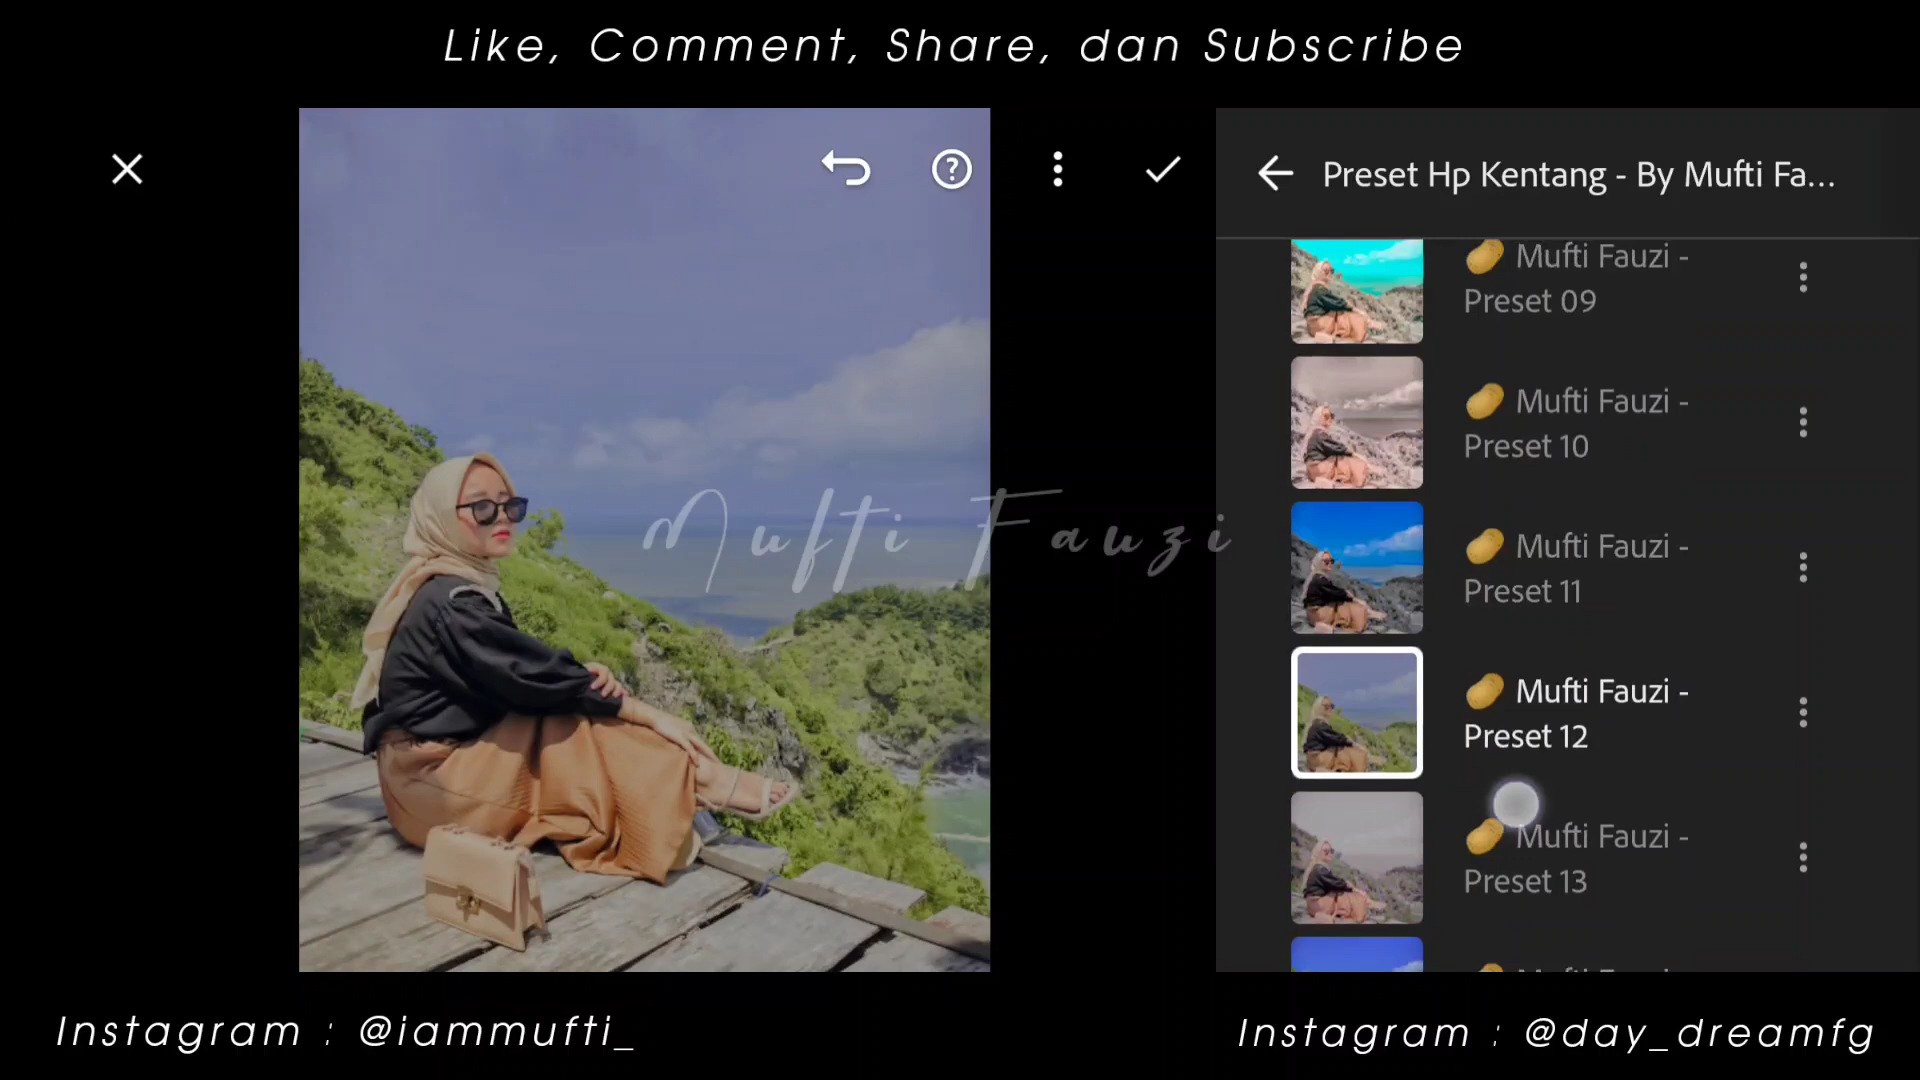 Like, Comment, Share, dan Subscribe
Preset Hp Kentang - By Mufti Fa...
Mufti Fauzi -
Preset 09
Mufti Fauzi -
Preset 10
Mufti Fauzi -
Preset 11
Mufti Fauzi -
Preset 12
Mufti Fauzi -
Preset 13
Mufti Fauzi
Instagram : @iammufti_
Instagram : @day_dreamfg